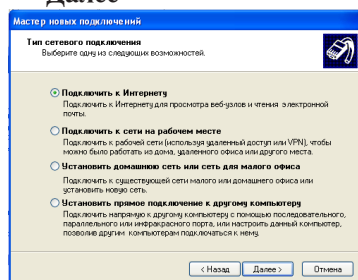 Далее
Мастер новых подключений
Тип сетевого подключения
Выберите одну из следующих возможностей.
Подключить к Интернету
Подключить к Интернету для просмотра веб-узлов и чтения электронной
почты.
Подключить к сети на рабочем месте
Подключить к рабочей сети (используя удаленный доступ или VPN), чтобы
можно было работать из дома, удаленного офиса или другого места.
Установить домашнюю сеть или сеть для малого офиса
Подключить к существующей сети малого или домашнего офиса или
установить новую сеть.
Установить прямое подключение к другому компьютеру
Подключить напрямую к другому компьютеру с помощью последовательного,
параллельного или инфракрасного порта, или настроить данный компьютер,
позволив другим компьютерам подключаться к нему.
< Назад Далее > Отмена